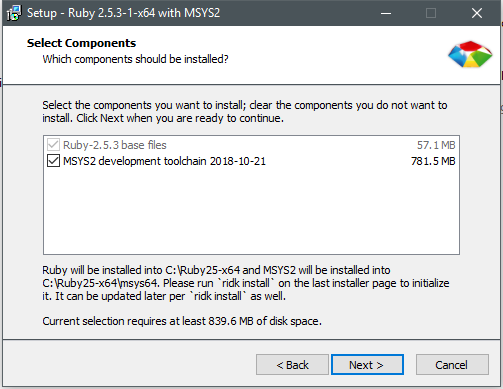 Setup - Ruby 2.5.3-1-x64 with MSYS2
Select Components
Which components should be installed?
Select the components you want to install; clear the components you do not want to
install. Click Next when you are ready to continue.
Ruby-2.5.3 base files 57.1 MB
MSYS2 development toolchain 2018-10-21 781.5 MB
Ruby will be installed into C:\Ruby25-x64 and MSYS2 will be installed into
C:\Ruby25-x64\msys64. Please run `ridk install` on the last installer page to initialize
it. It can be updated later per `ridk install` as well.
Current selection requires at least 839.6 MB of disk space.
< Back Next > Cancel